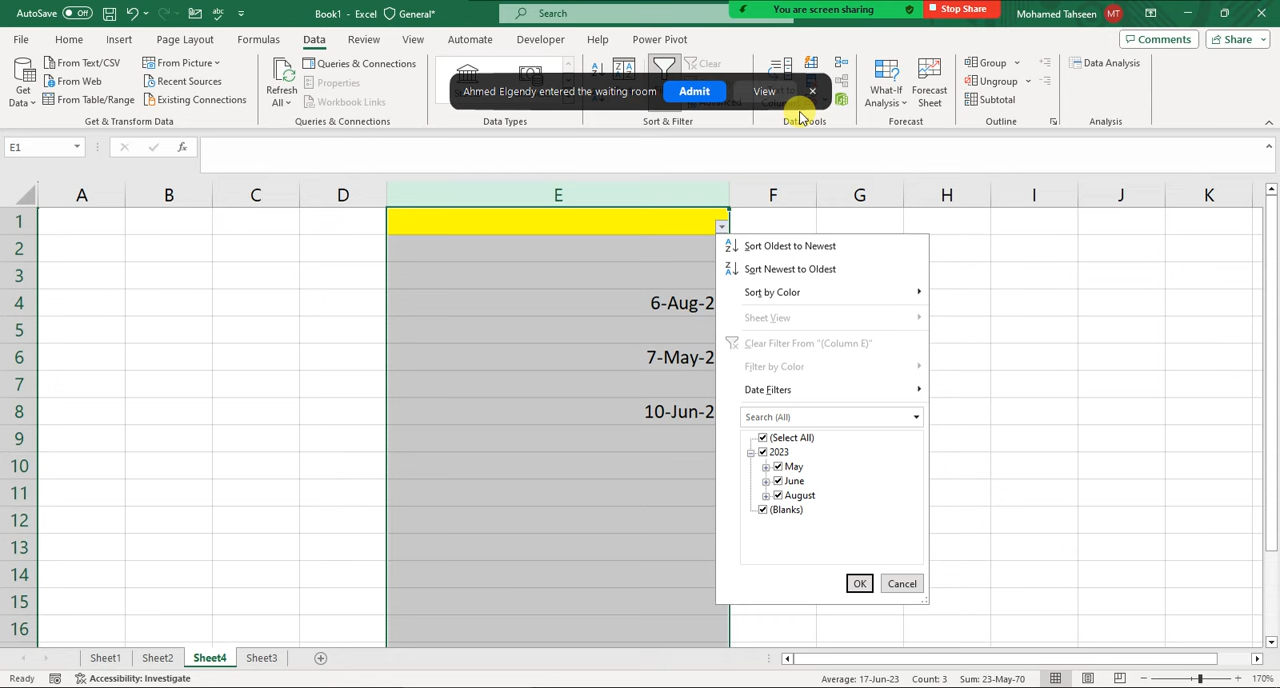 AutoSave Off Book1 - Excel General* Search You are screen sharing Stop Share Mohamed Tahseen MT
File Home Insert Page Layout Formulas Data Review View Automate Developer Help Power Pivot Comments Share
Get Data
From Text/CSV
From Web
From Table/Range
From Picture
Recent Sources
Existing Connections
Get & Transform Data
Refresh All
Queries & Connections
Properties
Workbook Links
Queries & Connections
Data Types
Clear
Sort & Filter
Ahmed Elgendy entered the waiting room Admit View
Data Tools
What-If Analysis
Forecast Sheet
Forecast
Group
Ungroup
Subtotal
Outline
Data Analysis
Analysis
E1 fx
A B C D E F G H I J K
1
2
3
4 6-Aug-2
5
6 7-May-2
7
8 10-Jun-2
9
10
11
12
13
14
15
16
Sort Oldest to Newest
Sort Newest to Oldest
Sort by Color
Sheet View
Clear Filter From "(Column E)"
Filter by Color
Date Filters
Search (All)
(Select All)
2023
May
June
August
(Blanks)
OK Cancel
Sheet1 Sheet2 Sheet4 Sheet3
Ready Accessibility: Investigate Average: 17-Jun-23 Count: 3 Sum: 23-May-70 170%